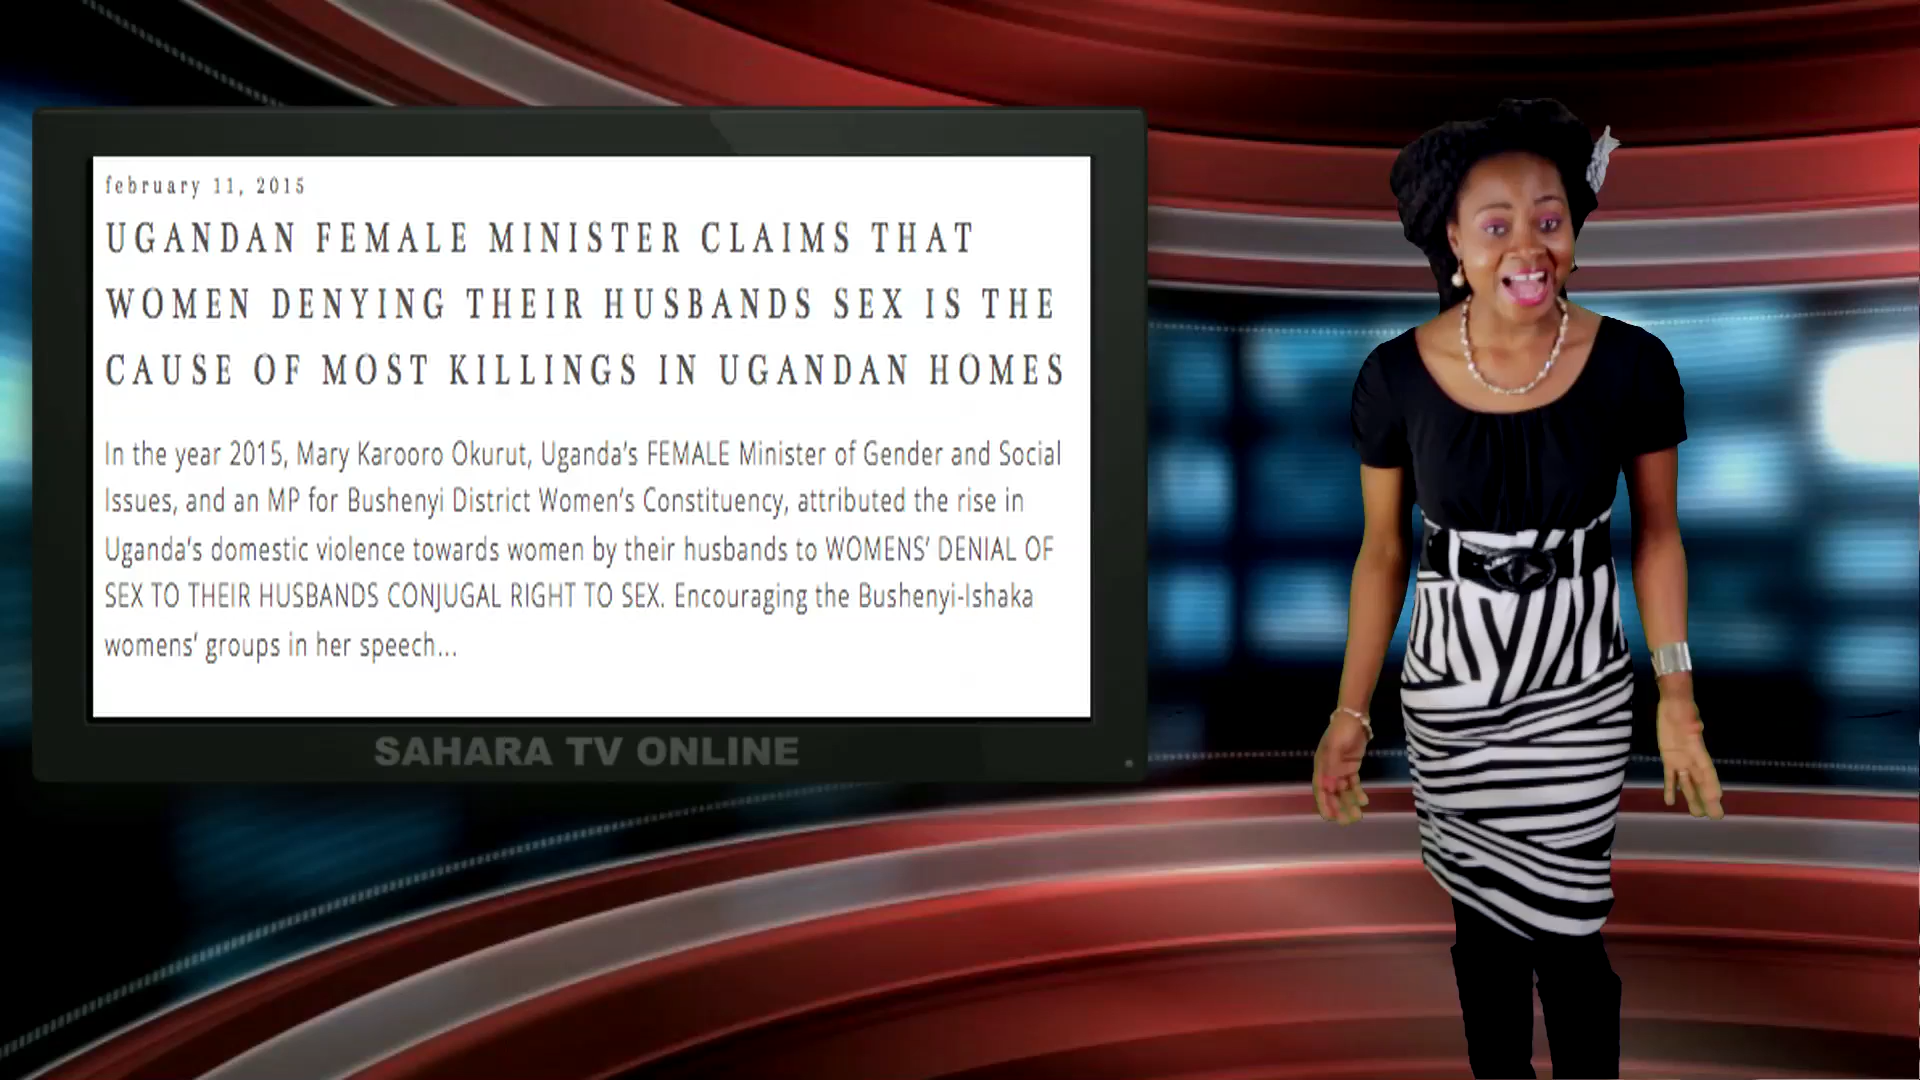 february 11, 2015
UGANDAN FEMALE MINISTER CLAIMS THAT
WOMEN DENYING THEIR HUSBANDS SEX IS THE
CAUSE OF MOST KILLINGS IN UGANDAN HOMES
In the year 2015, Mary Karooro Okurut, Uganda's FEMALE Minister of Gender and Social
Issues, and an MP for Bushenyi District Women's Constituency, attributed the rise in
Uganda's domestic violence towards women by their husbands to WOMENS' DENIAL OF
SEX TO THEIR HUSBANDS CONJUGAL RIGHT TO SEX. Encouraging the Bushenyi-Ishaka
womens' groups in her speech...
SAHARA TV ONLINE